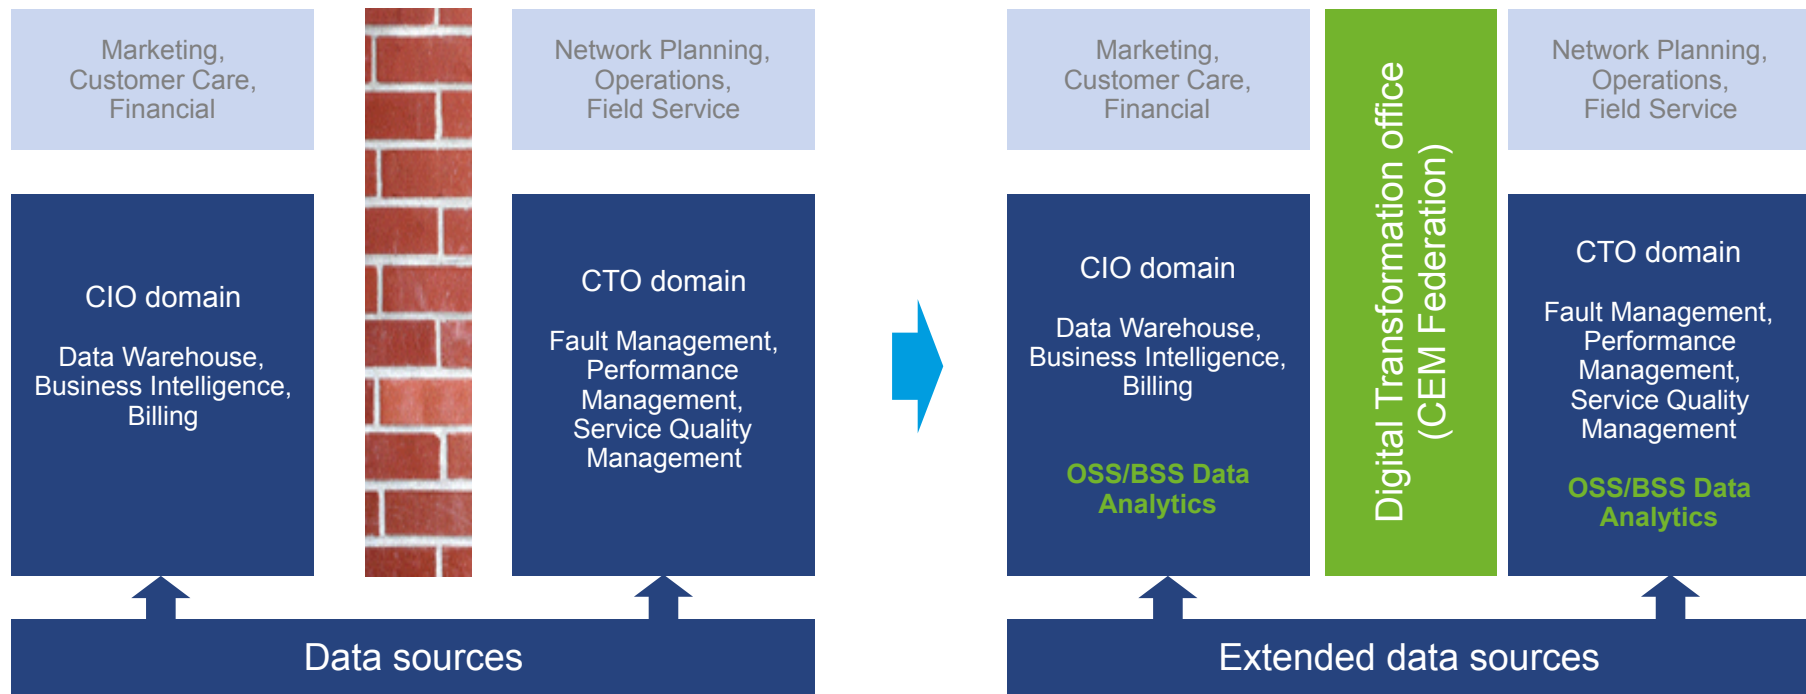 Marketing,
Customer Care,
Financial
Network Planning,
Operations,
Field Service
CIO domain
Data Warehouse,
Business Intelligence,
Billing
CTO domain
Fault Management,
Performance
Management,
Service Quality
Management
Data sources
Marketing,
Customer Care,
Financial
Digital Transformation office
(CEM Federation)
Network Planning,
Operations,
Field Service
CIO domain
Data Warehouse,
Business Intelligence,
Billing
OSS/BSS Data
Analytics
CTO domain
Fault Management,
Performance
Management,
Service Quality
Management
OSS/BSS Data
Analytics
Extended data sources